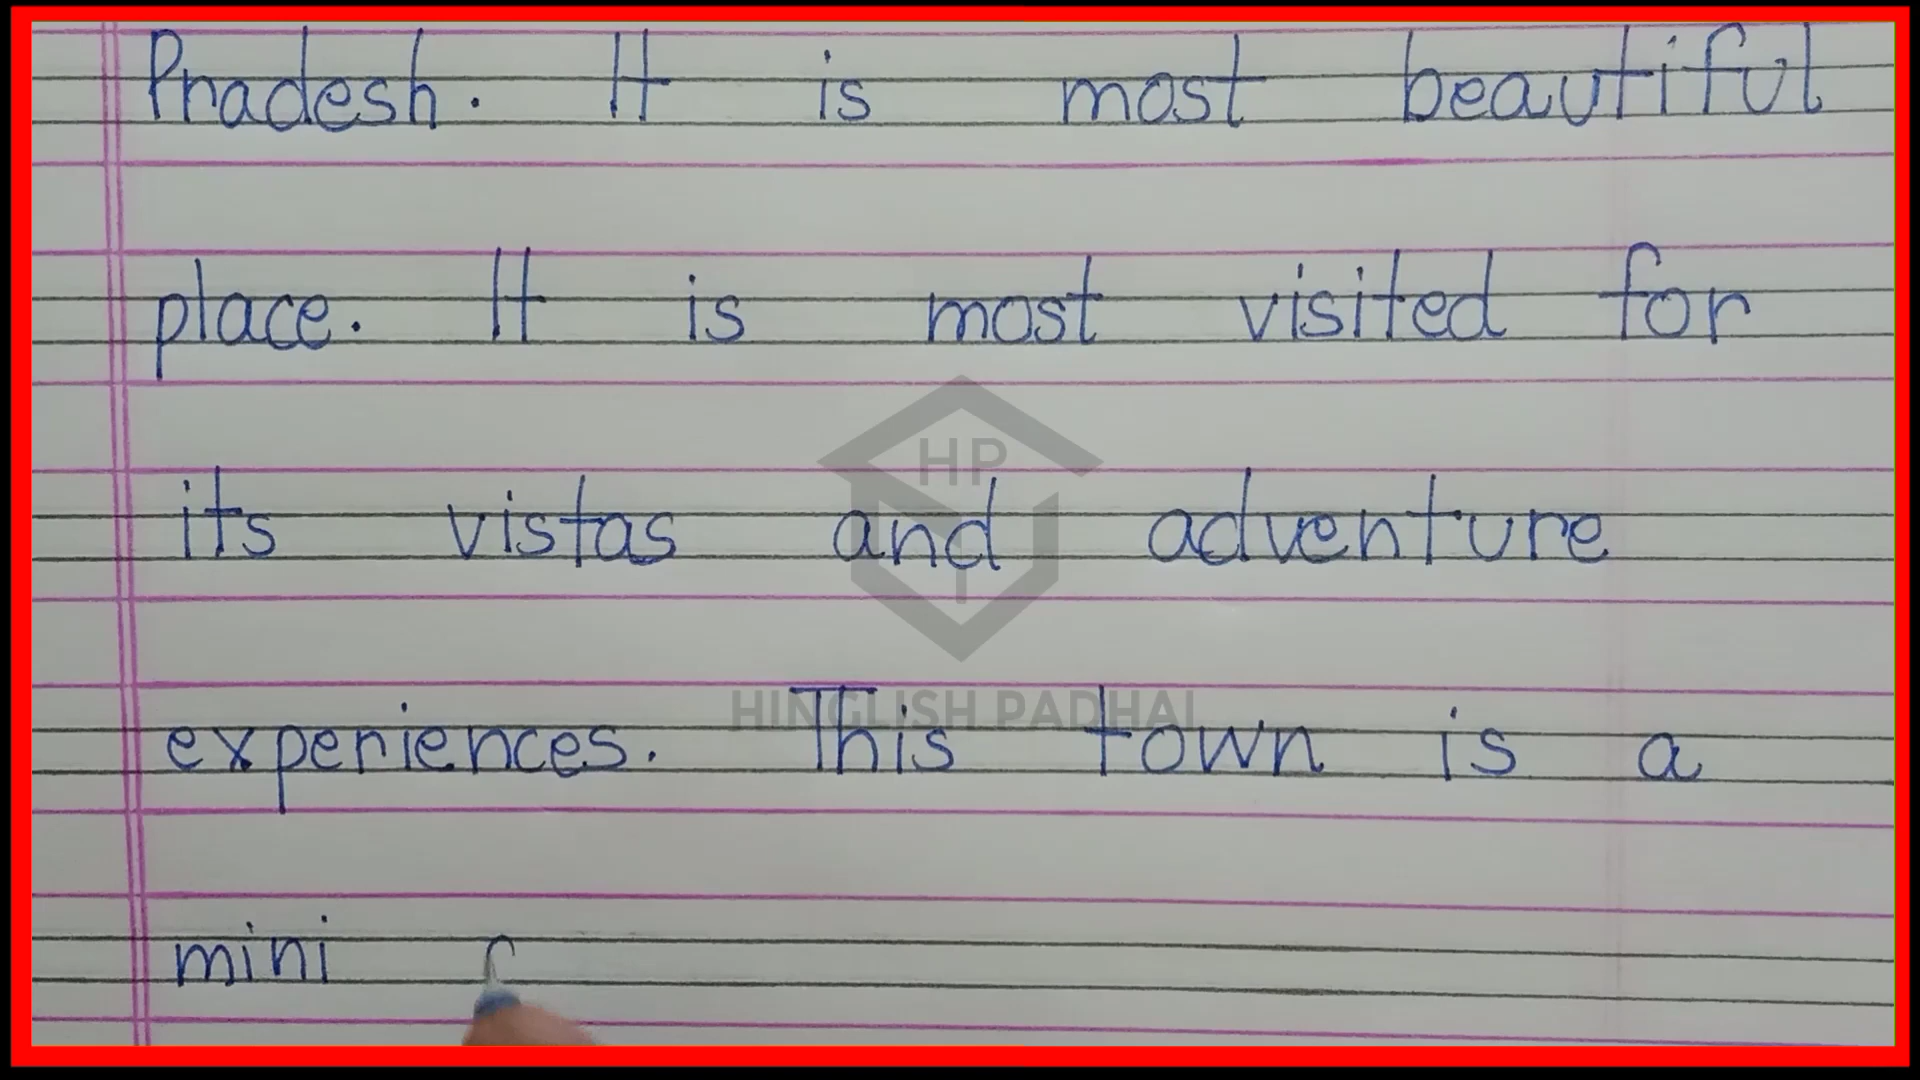 Pradesh. It is most beautiful
place. It is most visited for
HP
its vistas and adventure
experiences. This town is a
HINGLISH PADHAI
mini